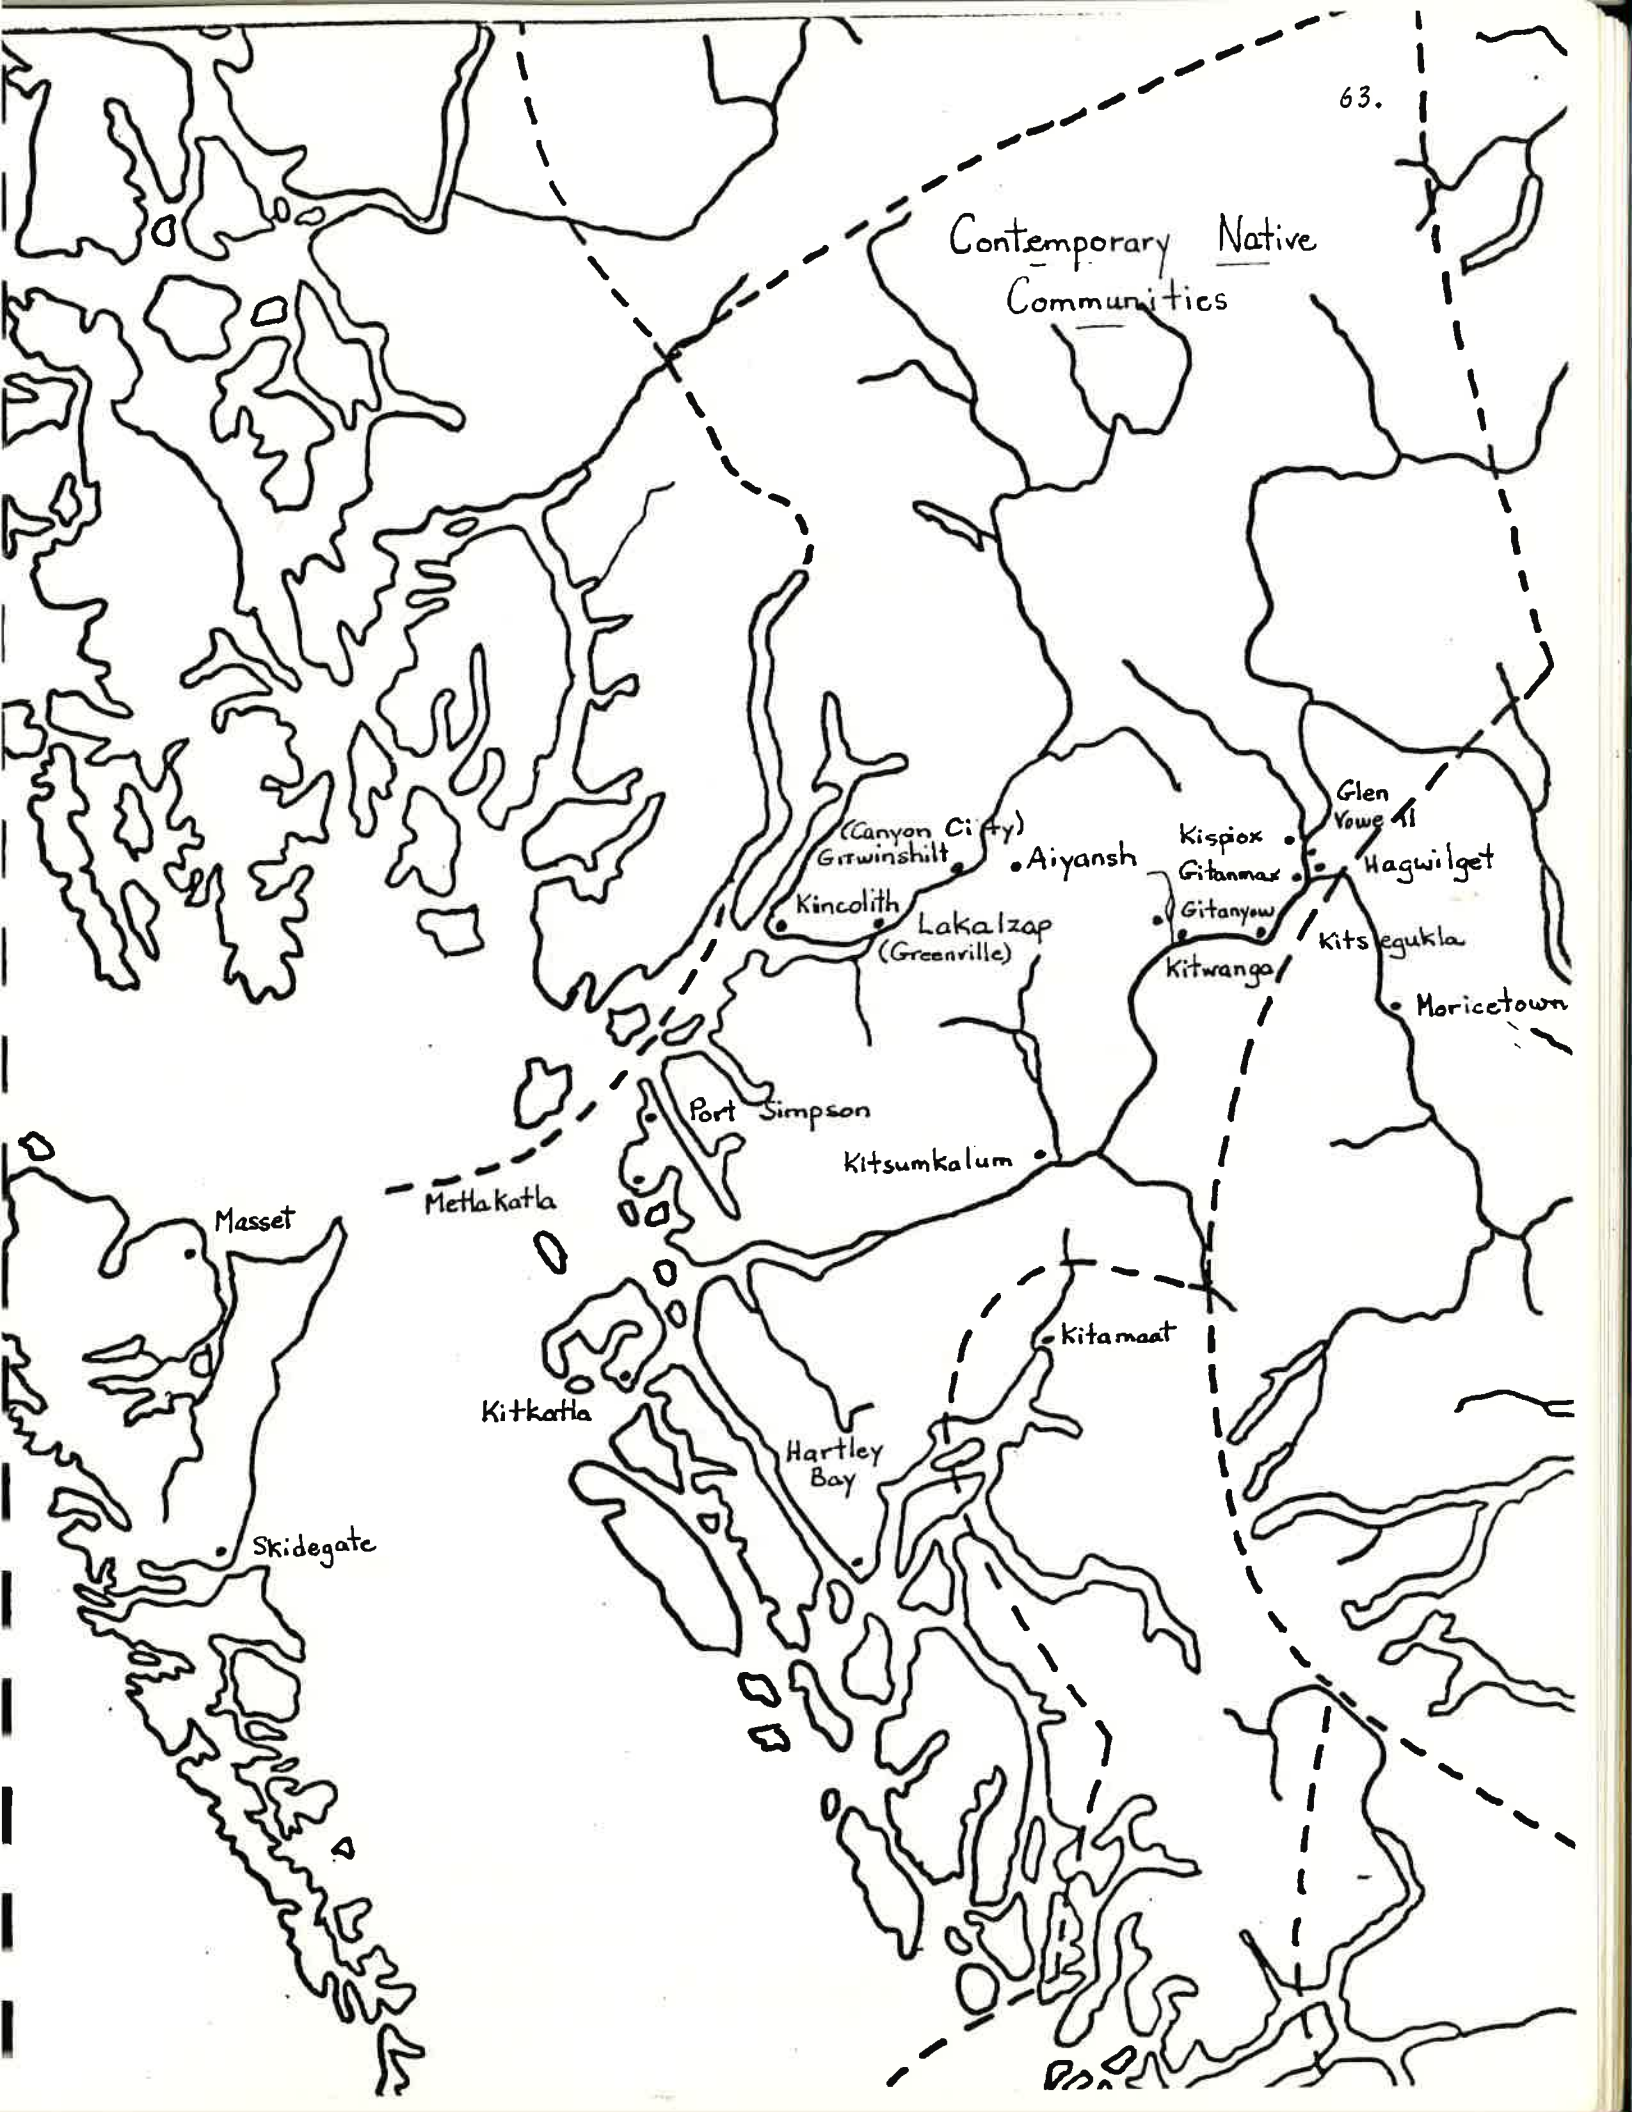 63.
Contemporary Native
Communities
Glen
Vowell
(Canyon City)
Gitwinshilt
Aiyansh
Kispiox
Gitanmax
Hagwilget
Kincolith
Lakalzap
(Greenville)
Gitanyow
Kitsegukla
Kitwanga
Moricetown
Port Simpson
Kitsumkalum
Metlakatla
Masset
Kitamaat
Kitkatla
Hartley
Bay
Skidegate